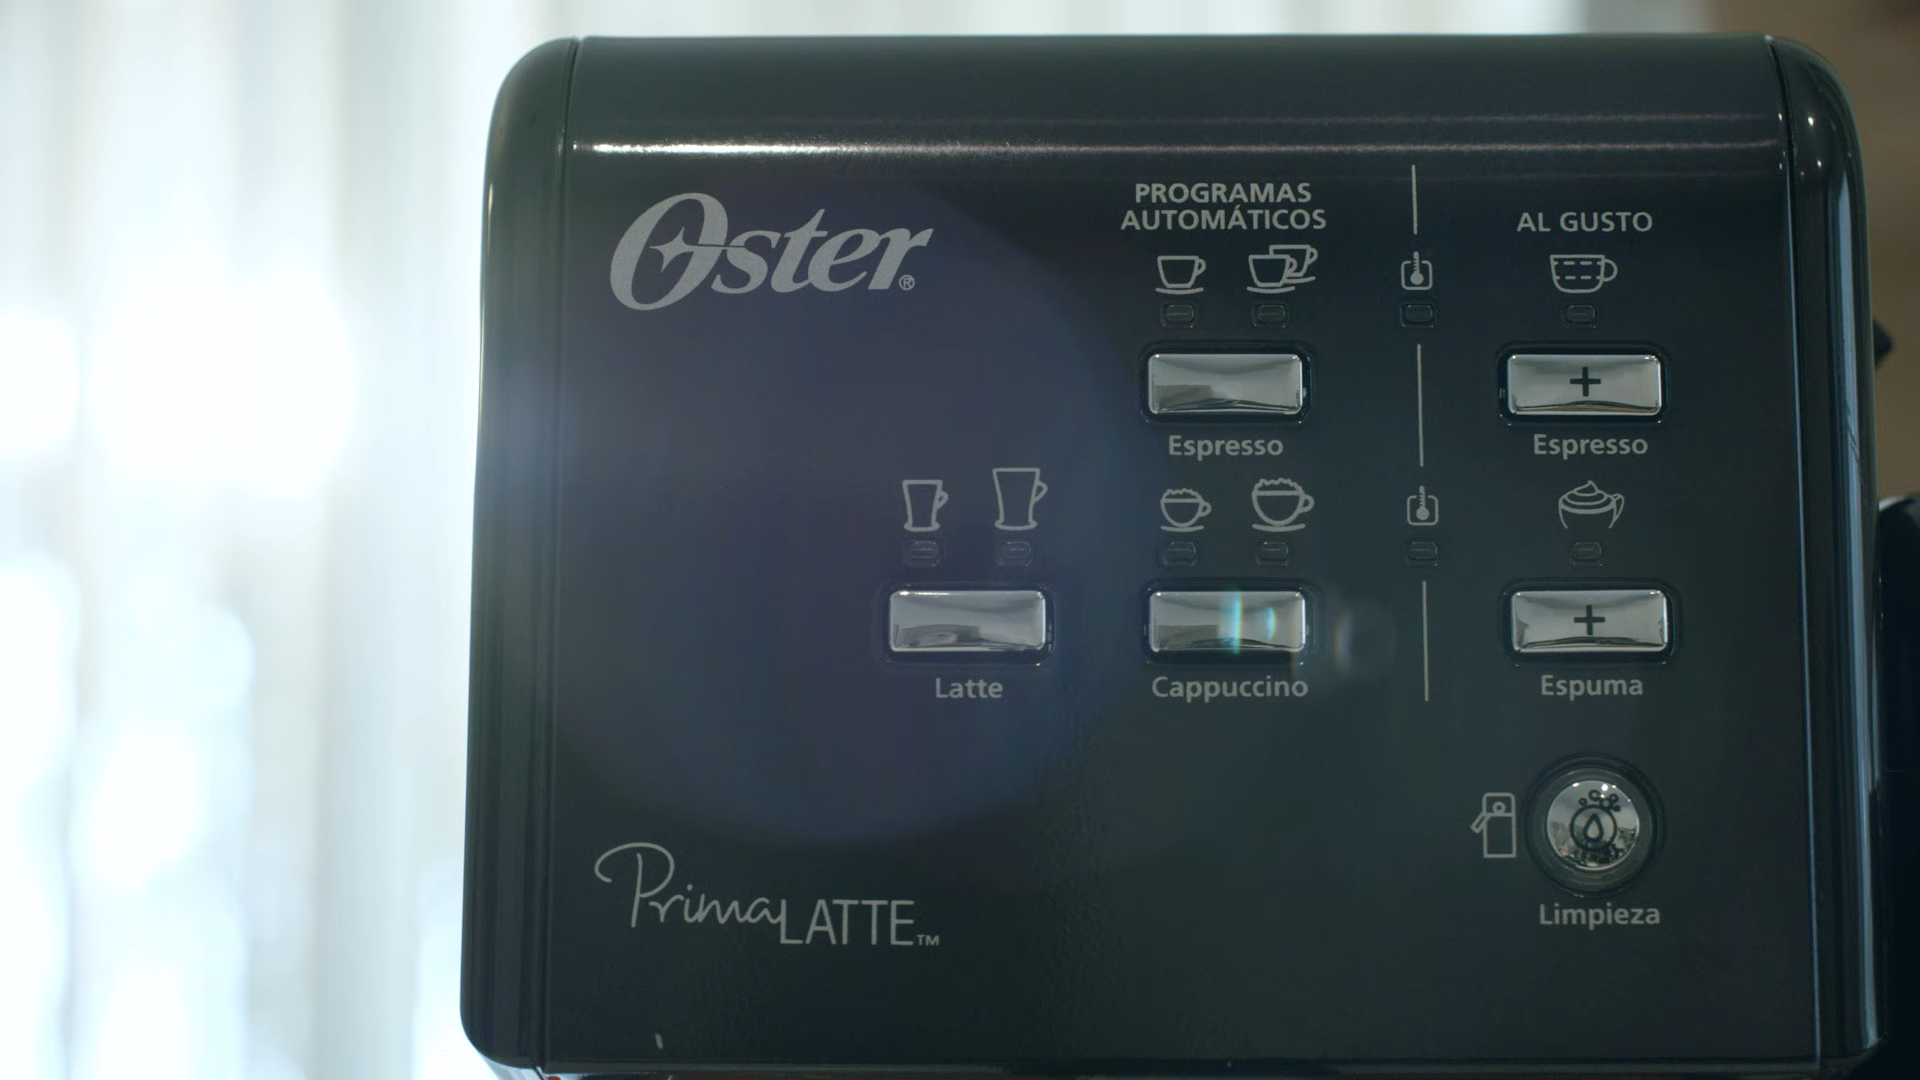 Oster®
PROGRAMAS
AUTOMÁTICOS
AL GUSTO
+
Espresso
Espresso
+
Latte
Cappuccino
Espuma
PrimaLATTE™
Limpieza